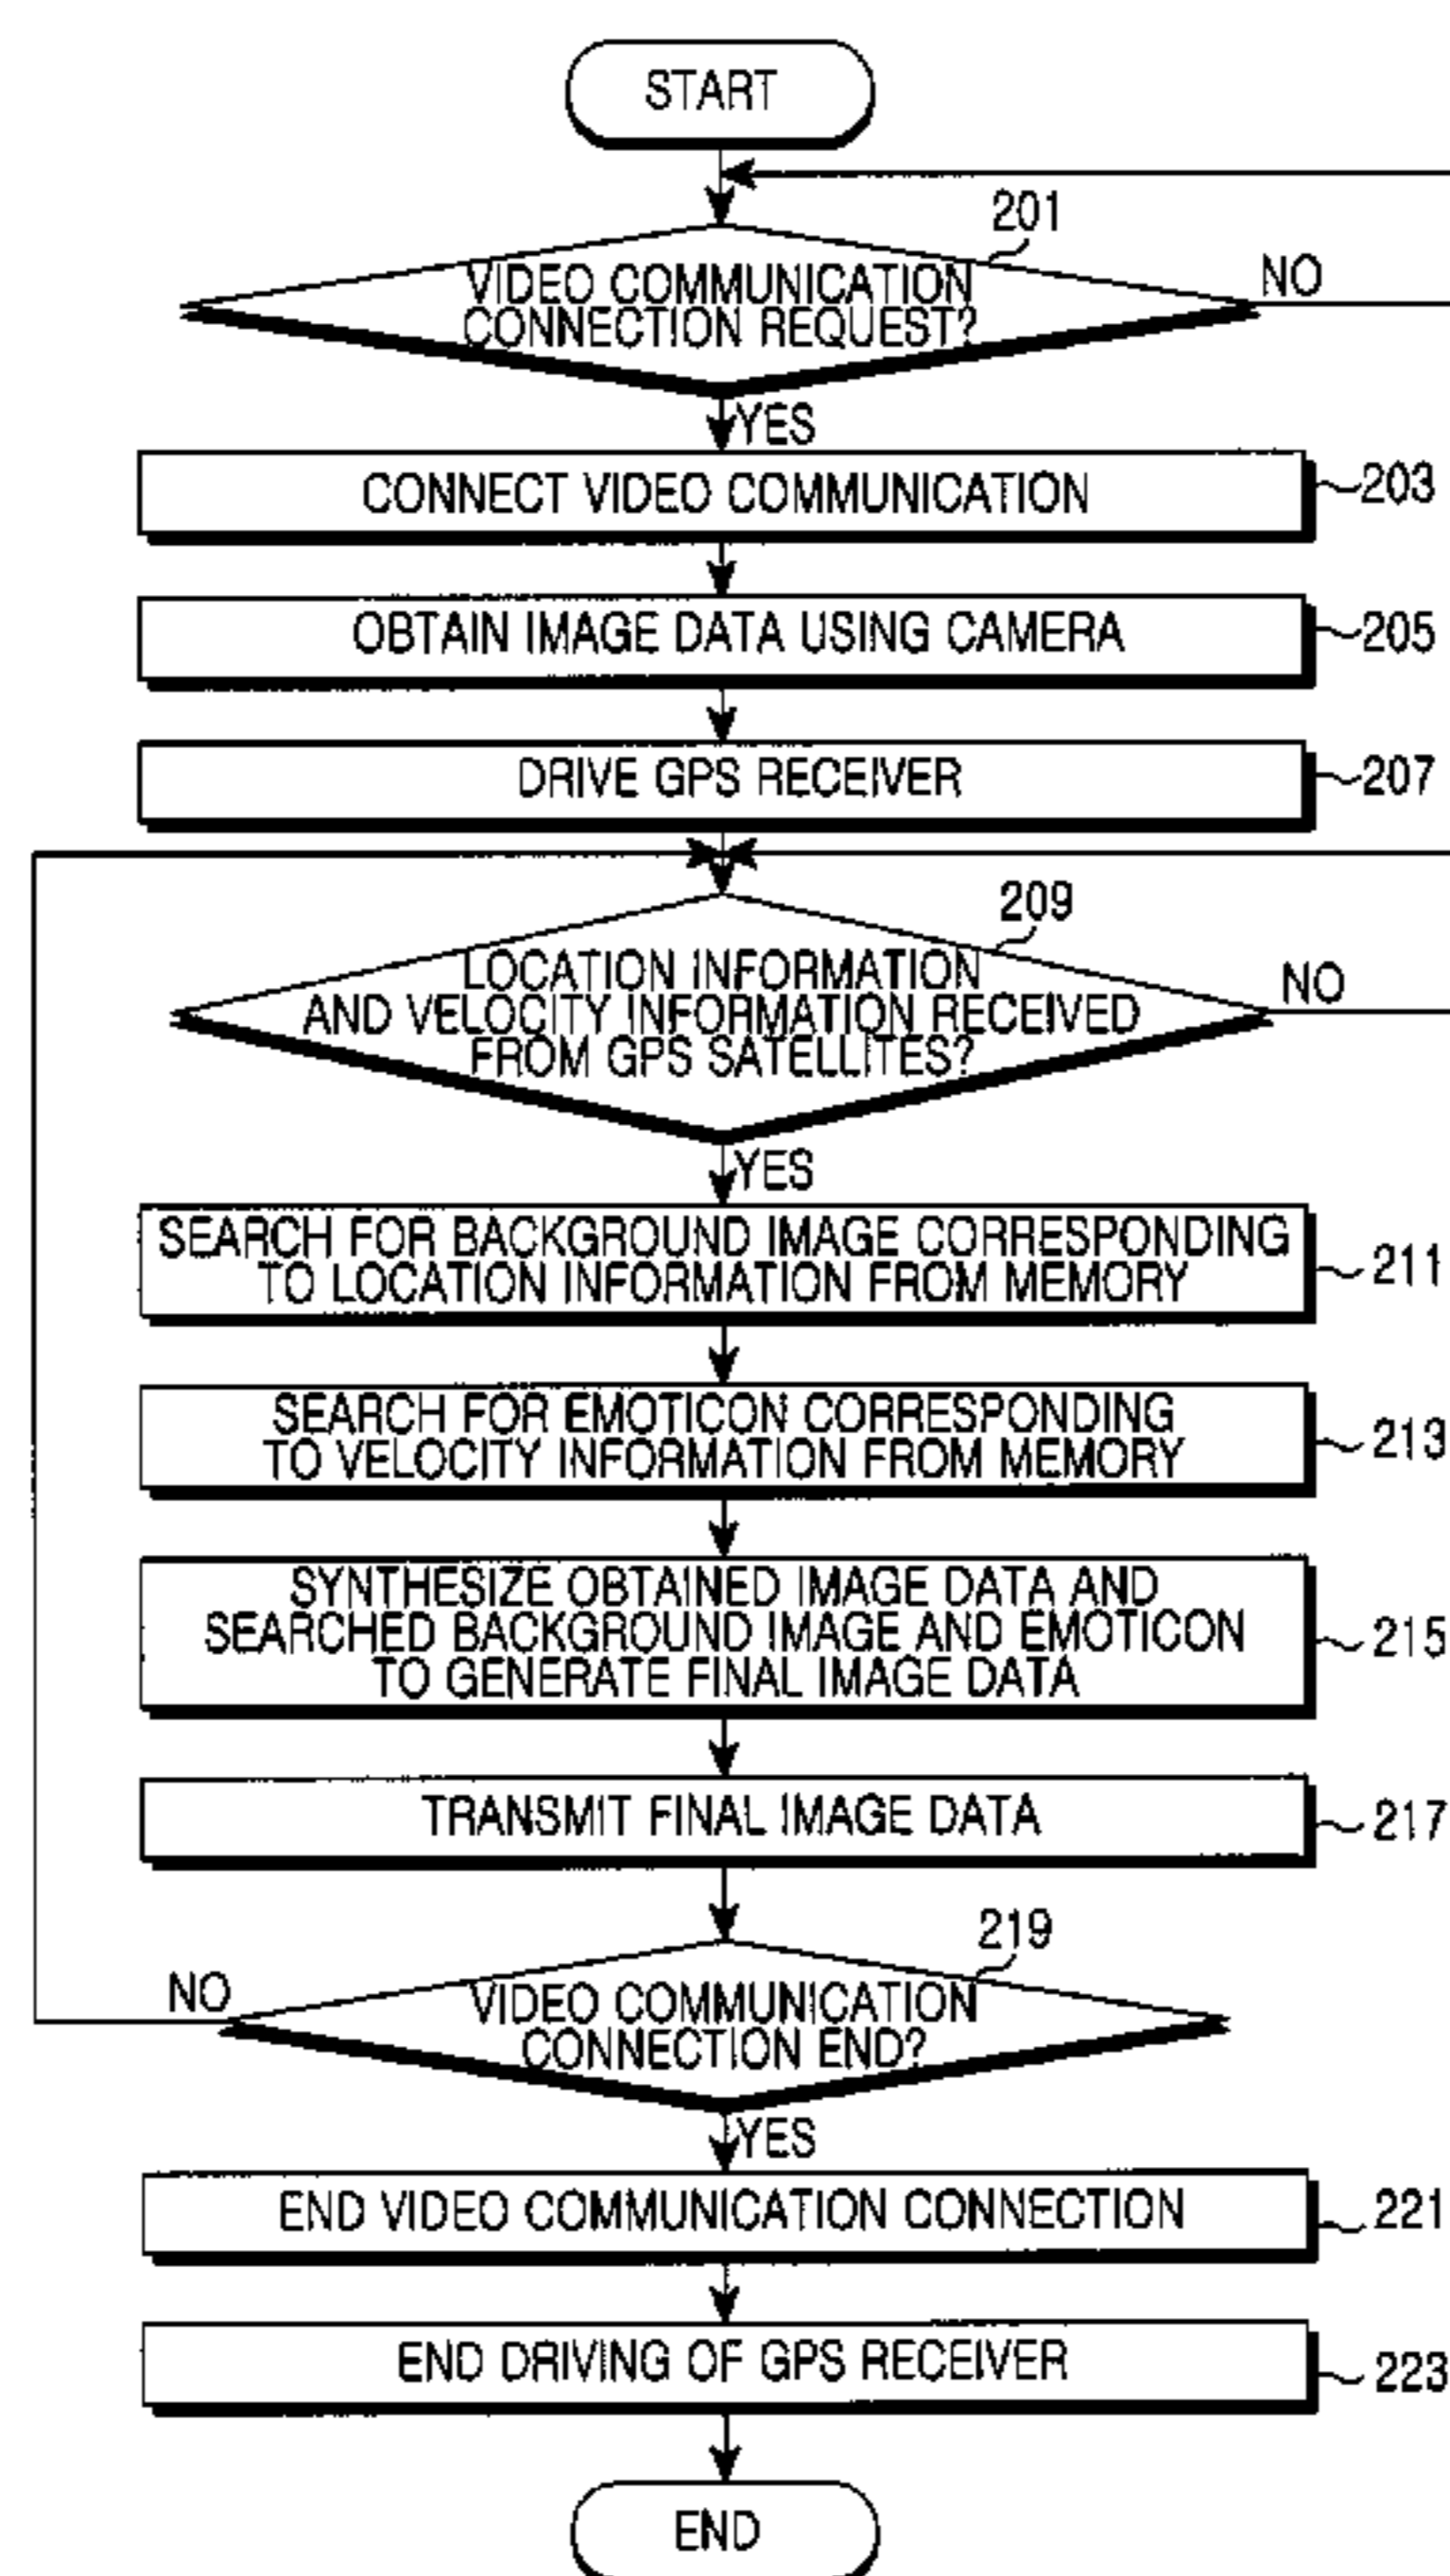 START
201
VIDEO COMMUNICATION
CONNECTION REQUEST?
NO
YES
CONNECT VIDEO COMMUNICATION
203
OBTAIN IMAGE DATA USING CAMERA
205
DRIVE GPS RECEIVER
207
209
LOCATION INFORMATION
AND VELOCITY INFORMATION RECEIVED
FROM GPS SATELLITES?
NO
YES
SEARCH FOR BACKGROUND IMAGE CORRESPONDING
TO LOCATION INFORMATION FROM MEMORY
211
SEARCH FOR EMOTICON CORRESPONDING
TO VELOCITY INFORMATION FROM MEMORY
213
SYNTHESIZE OBTAINED IMAGE DATA AND
SEARCHED BACKGROUND IMAGE AND EMOTICON
TO GENERATE FINAL IMAGE DATA
215
TRANSMIT FINAL IMAGE DATA
217
219
NO
VIDEO COMMUNICATION
CONNECTION END?
YES
END VIDEO COMMUNICATION CONNECTION
221
END DRIVING OF GPS RECEIVER
223
END